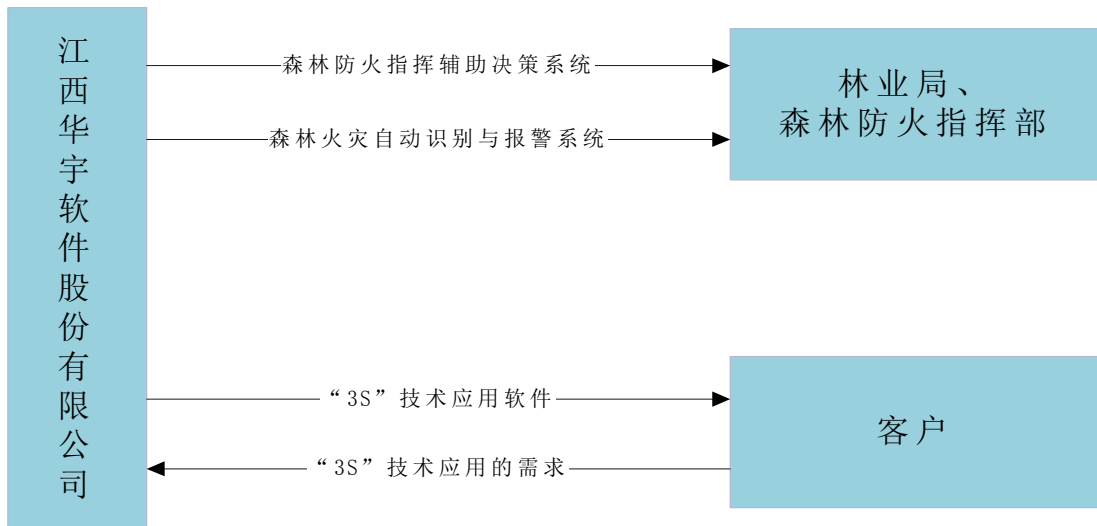 江西华宇软件股份有限公司
森林防火指挥辅助决策系统
森林火灾自动识别与报警系统
林业局、
森林防火指挥部
“3S”技术应用软件
“3S”技术应用的需求
客户